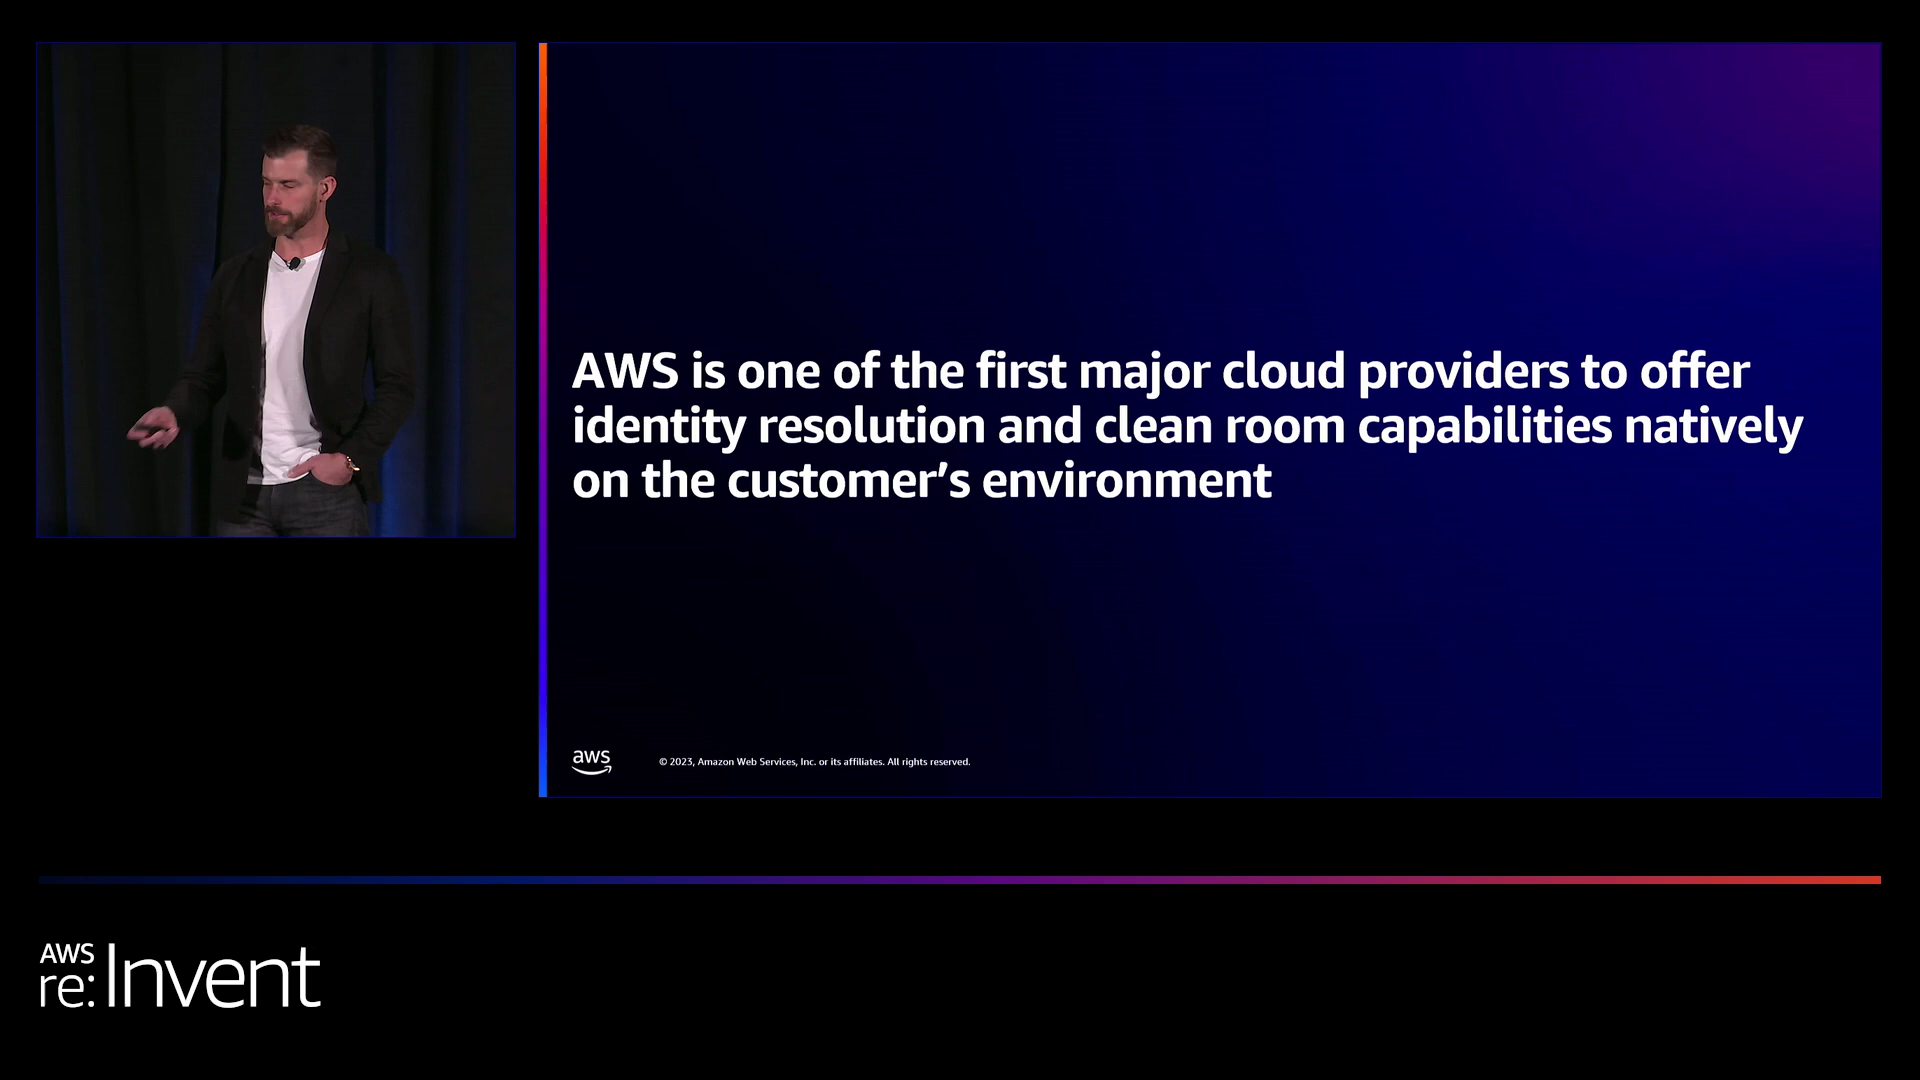 AWS is one of the first major cloud providers to offer
identity resolution and clean room capabilities natively
on the customer’s environment
aws
© 2023, Amazon Web Services, Inc. or its affiliates. All rights reserved.
AWS
re:Invent